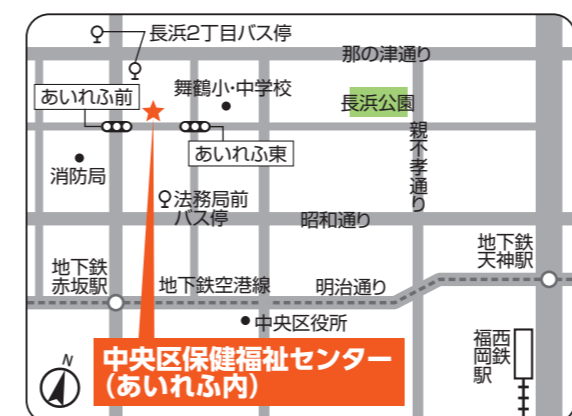 長浜2丁目バス停
那の津通り
舞鶴小・中学校
あいれふ前
長浜公園
あいれふ東
親不孝通り
消防局
法務局前
バス停
昭和通り
地下鉄
天神駅
地下鉄
赤坂駅
地下鉄空港線
明治通り
中央区役所
西鉄
福岡駅
中央区保健福祉センター
(あいれふ内)
N